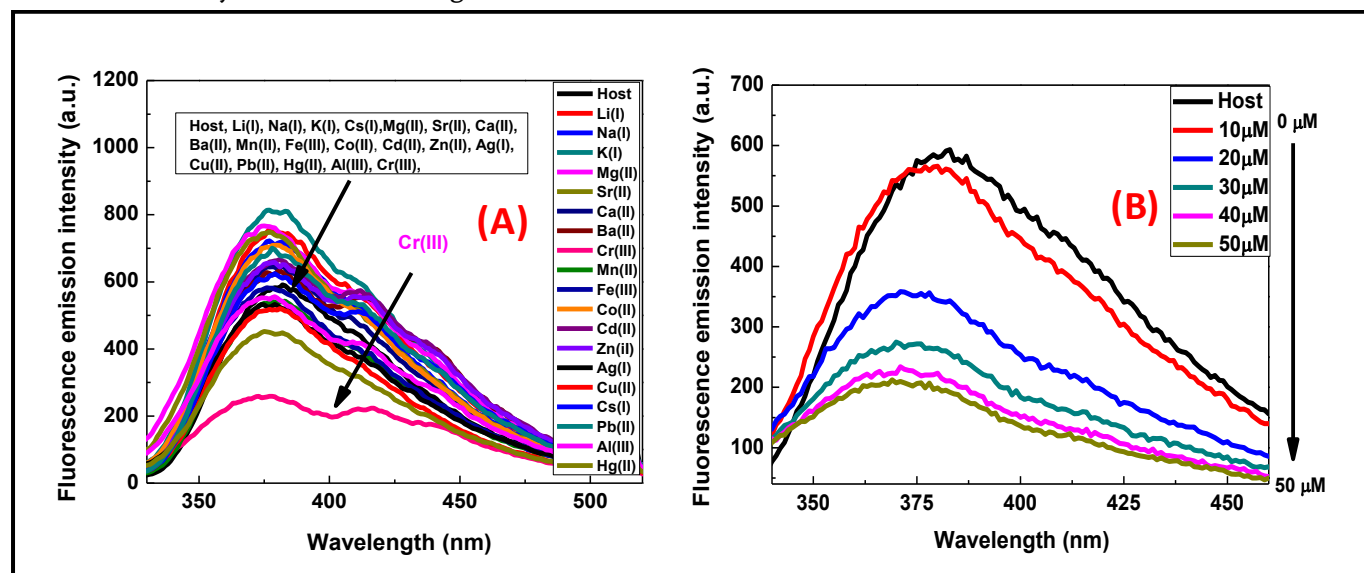 1200
1000
800
600
400
200
0
350
400
450
500
Fluorescence emission intensity (a.u.)
Wavelength (nm)
Host, Li(I), Na(I), K(I), Cs(I),Mg(II), Sr(II), Ca(II),
Ba(II), Mn(II), Fe(III), Co(II), Cd(II), Zn(II), Ag(I),
Cu(II), Pb(II), Hg(II), Al(III), Cr(III),
(A)
Cr(III)
Host
Li(I)
Na(I)
K(I)
Mg(II)
Sr(II)
Ca(II)
Ba(II)
Cr(III)
Mn(II)
Fe(III)
Co(II)
Cd(II)
Zn(ii)
Ag(I)
Cu(II)
Cs(I)
Pb(II)
Al(III)
Hg(II)
700
600
500
400
300
200
100
350
375
400
425
450
Fluorescence emission intensity (a.u.)
Wavelength (nm)
(B)
Host
10µM
20µM
30µM
40µM
50µM
0 µM
50 µM